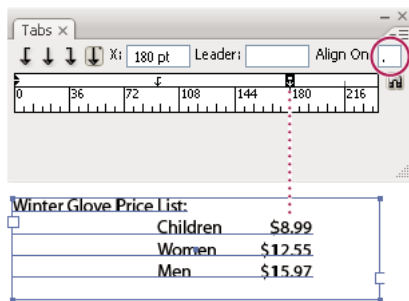 Tabs ×
X: 180 pt Leader: Align On: .
0 36 72 108 144 180 216
Winter Glove Price List:
Children $8.99
Women $12.55
Men $15.97